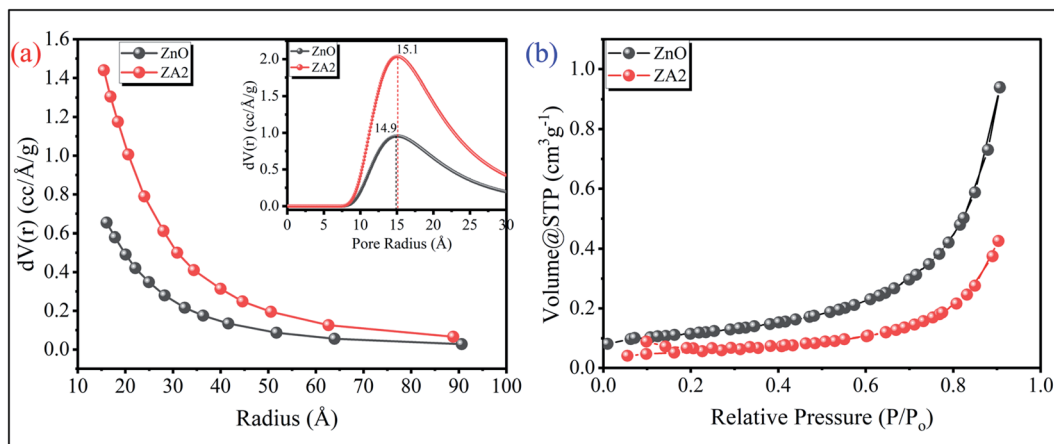 (a)
ZnO
ZA2
dV(r) (cc/Å/g)
1.6
1.4
1.2
1.0
0.8
0.6
0.4
0.2
0.0
10 20 30 40 50 60 70 80 90 100
Radius (Å)
ZnO
ZA2
15.1
14.9
dV(r) (cc/Å/g)
2.0
1.5
1.0
0.5
0.0
0 5 10 15 20 25 30
Pore Radius (Å)
(b)
ZnO
ZA2
Volume@STP (cm³g⁻¹)
1.0
0.8
0.6
0.4
0.2
0.0
0.0 0.2 0.4 0.6 0.8 1.0
Relative Pressure (P/Pₒ)